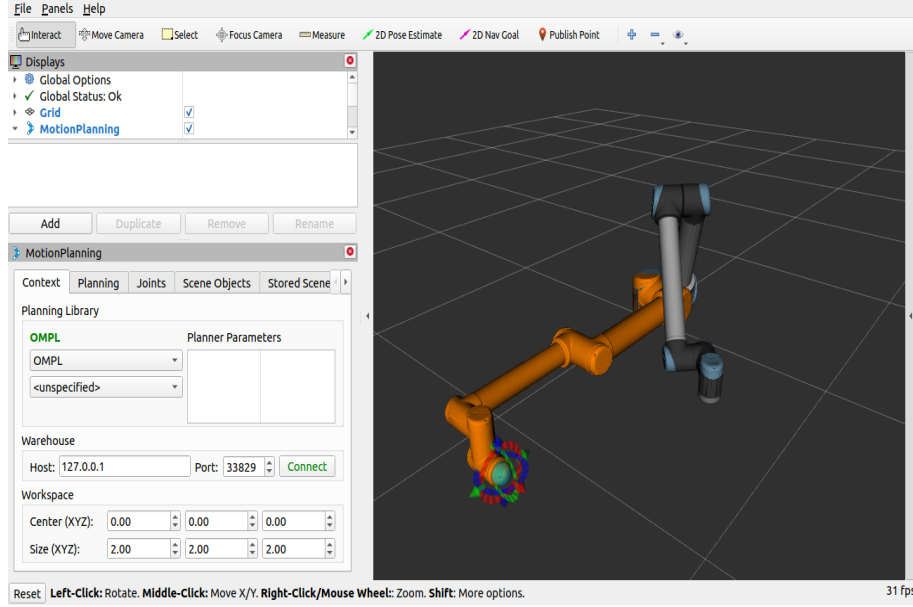 File Panels Help
Interact Move Camera Select Focus Camera Measure 2D Pose Estimate 2D Nav Goal Publish Point
Displays
Global Options
Global Status: Ok
Grid
MotionPlanning
Add Duplicate Remove Rename
MotionPlanning
Context Planning Joints Scene Objects Stored Scene
Planning Library
OMPL Planner Parameters
OMPL
<unspecified>
Warehouse
Host: 127.0.0.1 Port: 33829 Connect
Workspace
Center (XYZ): 0.00 0.00 0.00
Size (XYZ): 2.00 2.00 2.00
Reset Left-Click: Rotate. Middle-Click: Move X/Y. Right-Click/Mouse Wheel:: Zoom. Shift: More options. 31 fps